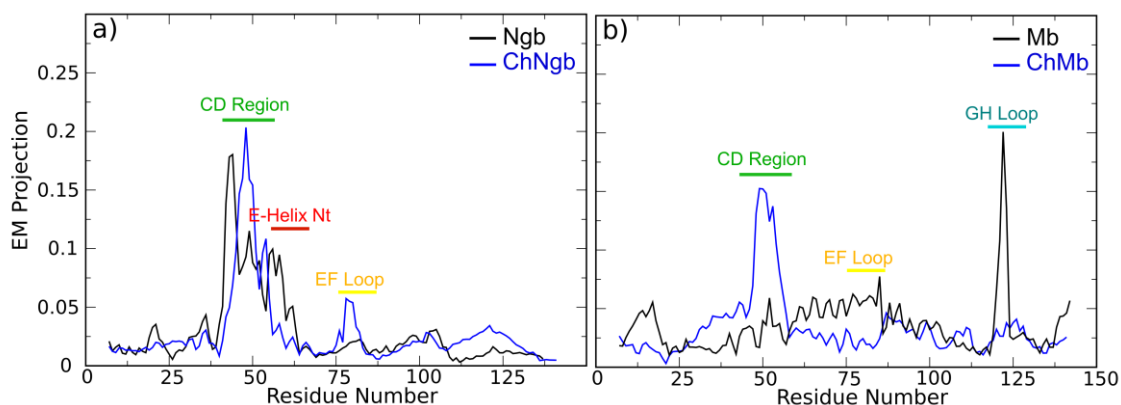 a)
Ngb
ChNgb
CD Region
E-Helix Nt
EF Loop
EM Projection
0.25
0.2
0.15
0.1
0.05
0
0 25 50 75 100 125
Residue Number
b)
Mb
ChMb
GH Loop
CD Region
EF Loop
0 25 50 75 100 125 150
Residue Number